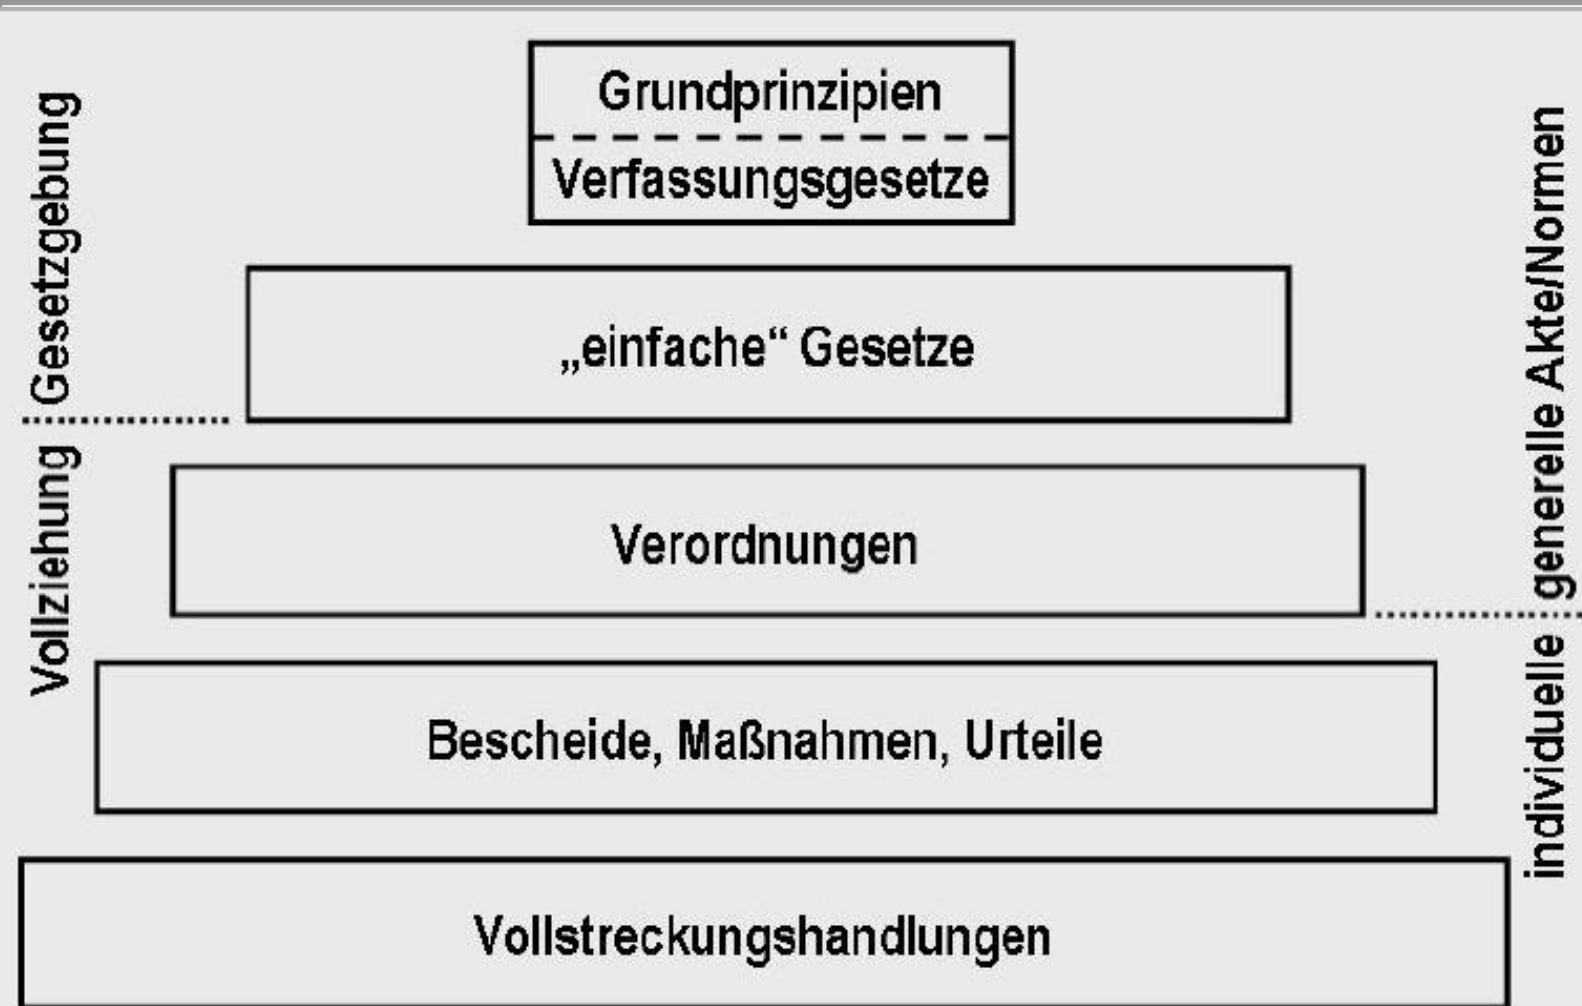 Grundprinzipien
Verfassungsgesetze
„einfache“ Gesetze
Verordnungen
Bescheide, Maßnahmen, Urteile
Vollstreckungshandlungen
Gesetzgebung
Vollziehung
generelle Akte/Normen
individuelle